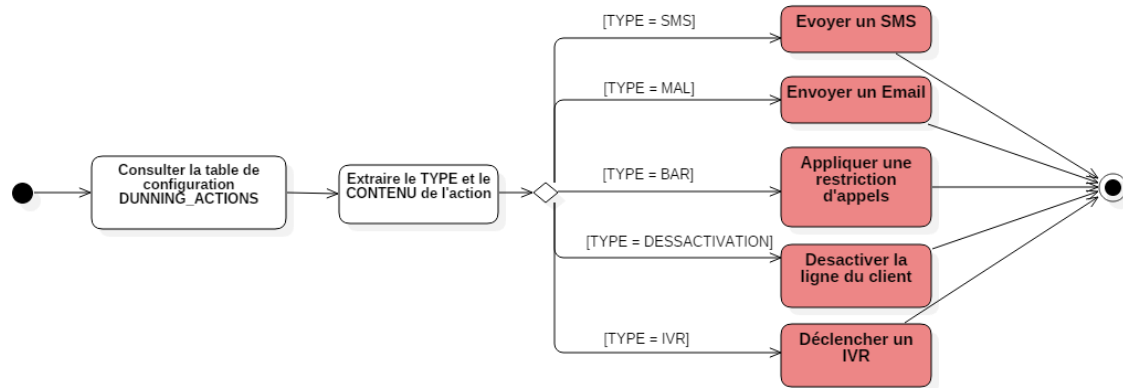 [TYPE = SMS]
Evoyer un SMS
[TYPE = MAL]
Envoyer un Email
Consulter la table de
configuration
DUNNING_ACTIONS
Extraire le TYPE et le
CONTENU de l'action
[TYPE = BAR]
Appliquer une
restriction
d'appels
[TYPE = DESSACTIVATION]
Desactiver la
ligne du client
[TYPE = IVR]
Déclencher un
IVR